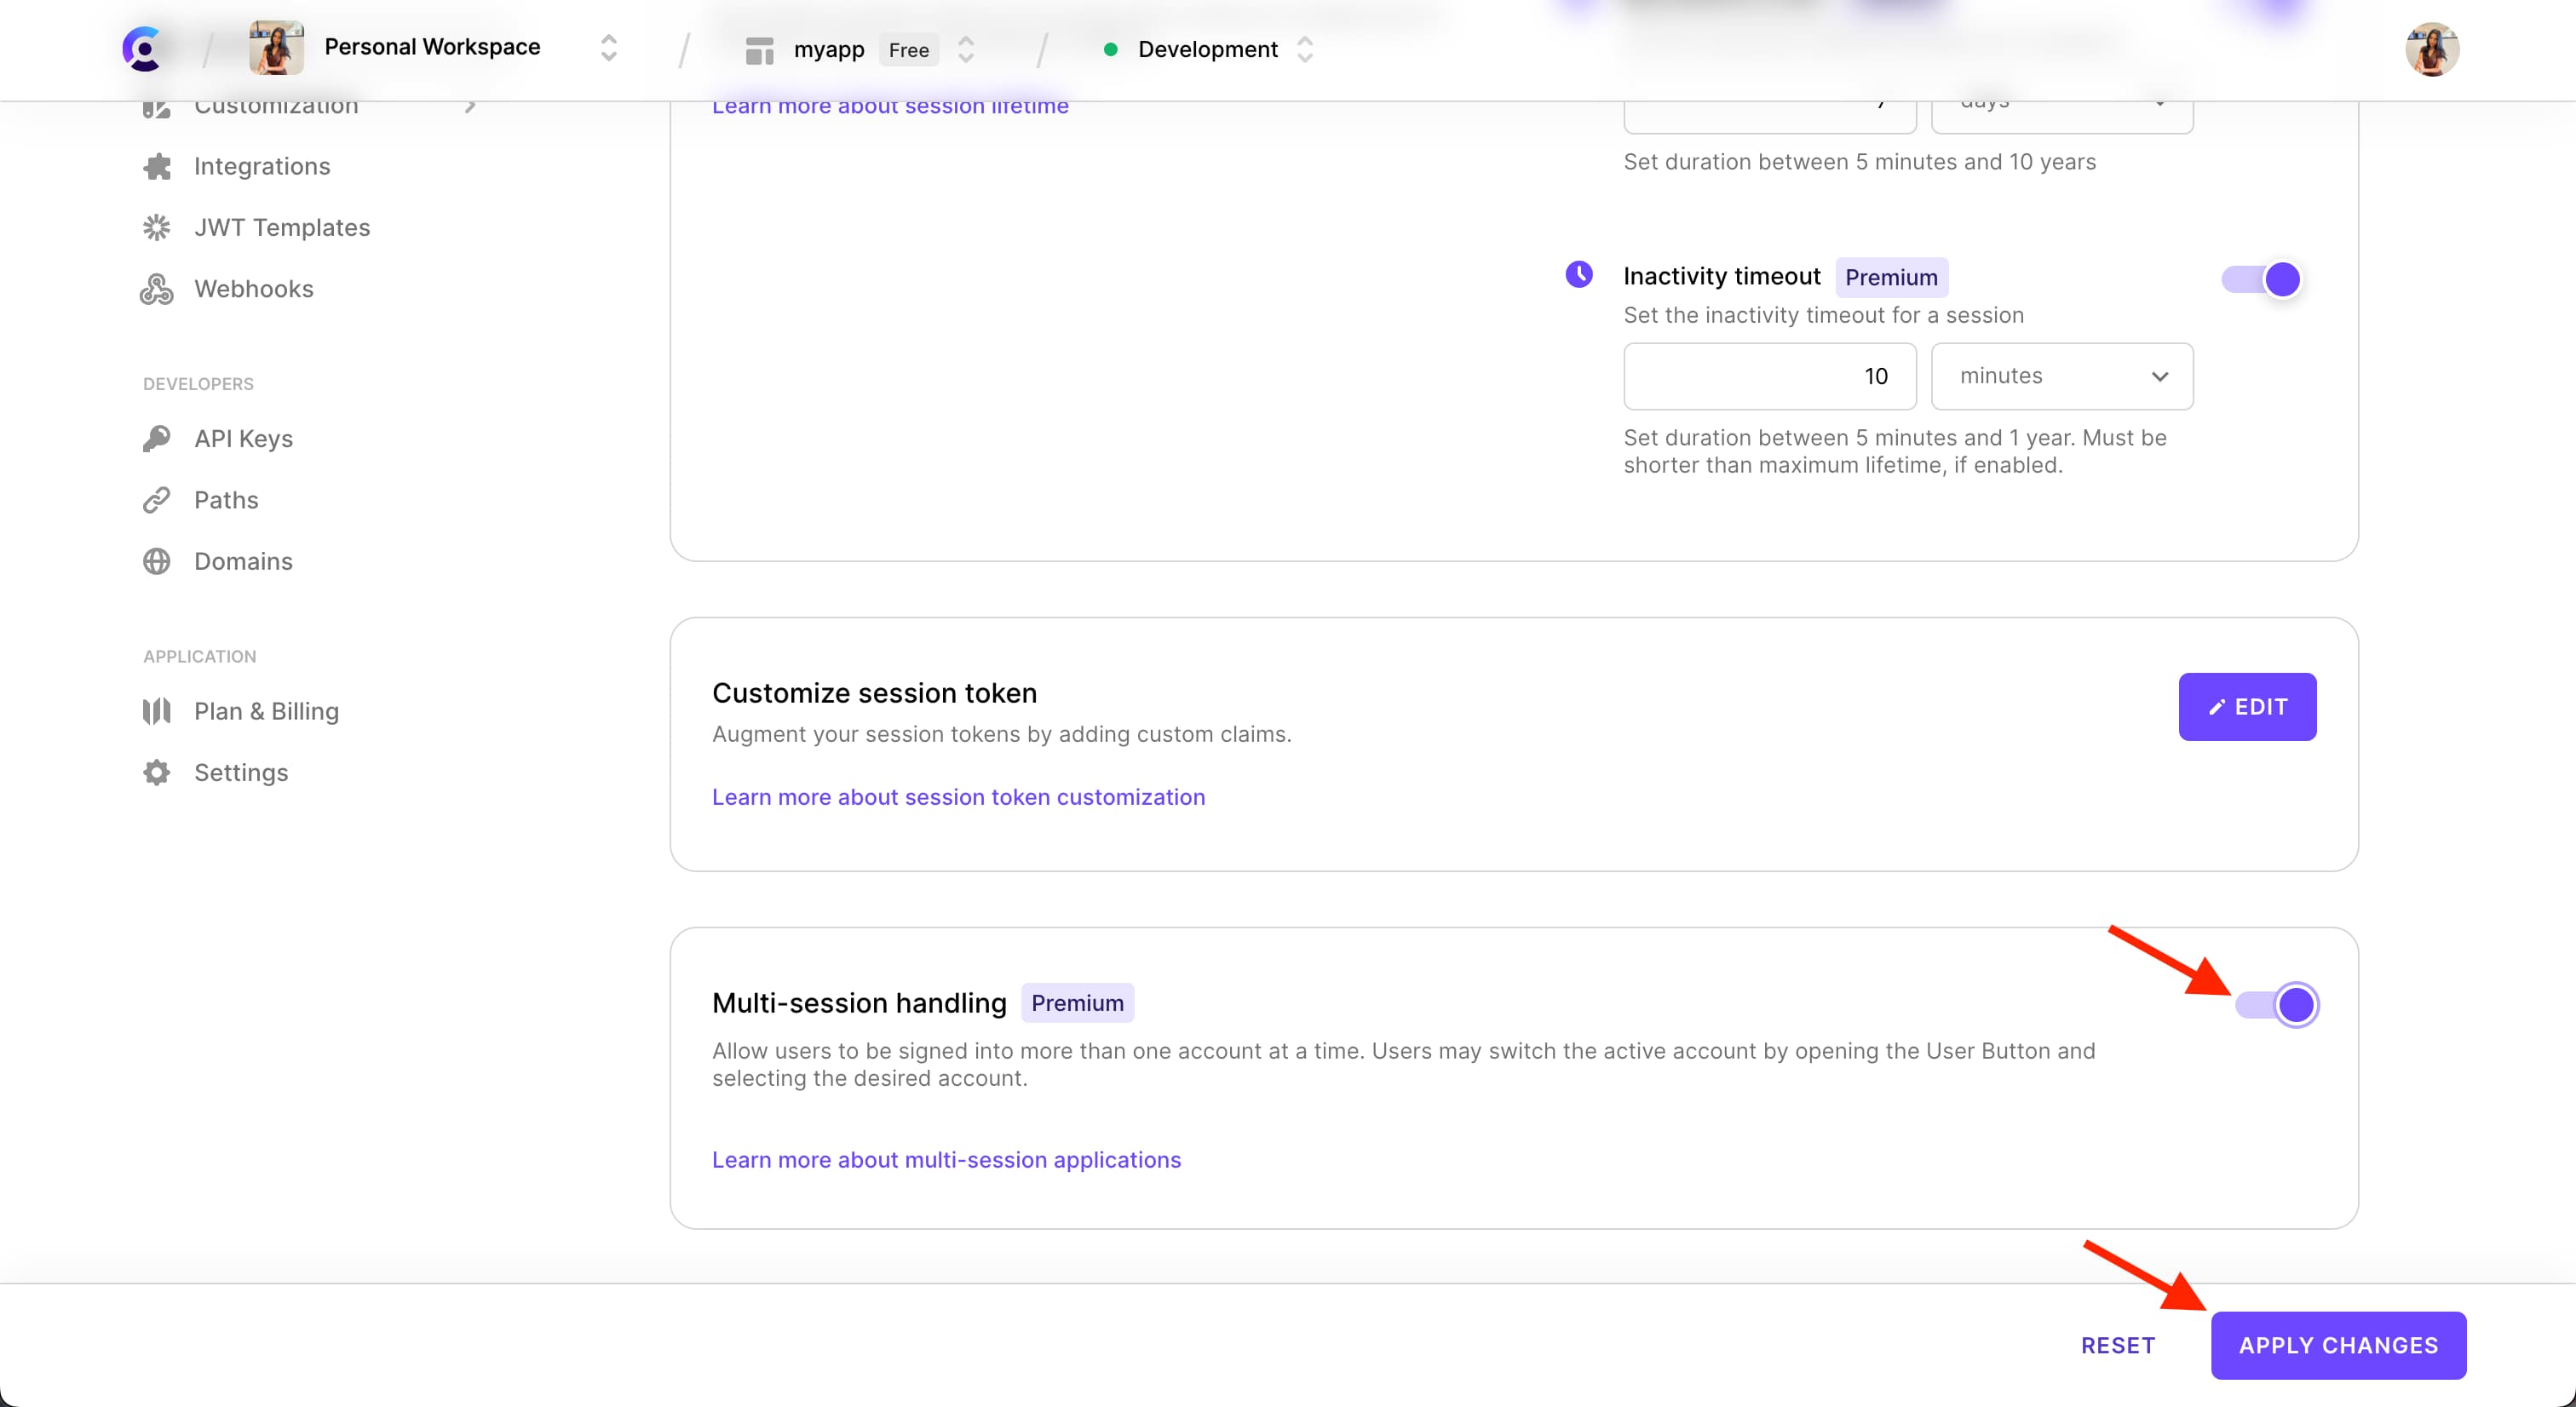 Personal Workspace
myapp Free
Development
Customization
Integrations
JWT Templates
Webhooks
DEVELOPERS
API Keys
Paths
Domains
APPLICATION
Plan & Billing
Settings
Learn more about session lifetime
7 days
Set duration between 5 minutes and 10 years
Inactivity timeout Premium
Set the inactivity timeout for a session
10 minutes
Set duration between 5 minutes and 1 year. Must be
shorter than maximum lifetime, if enabled.
Customize session token
Augment your session tokens by adding custom claims.
Learn more about session token customization
EDIT
Multi-session handling Premium
Allow users to be signed into more than one account at a time. Users may switch the active account by opening the User Button and
selecting the desired account.
Learn more about multi-session applications
RESET
APPLY CHANGES